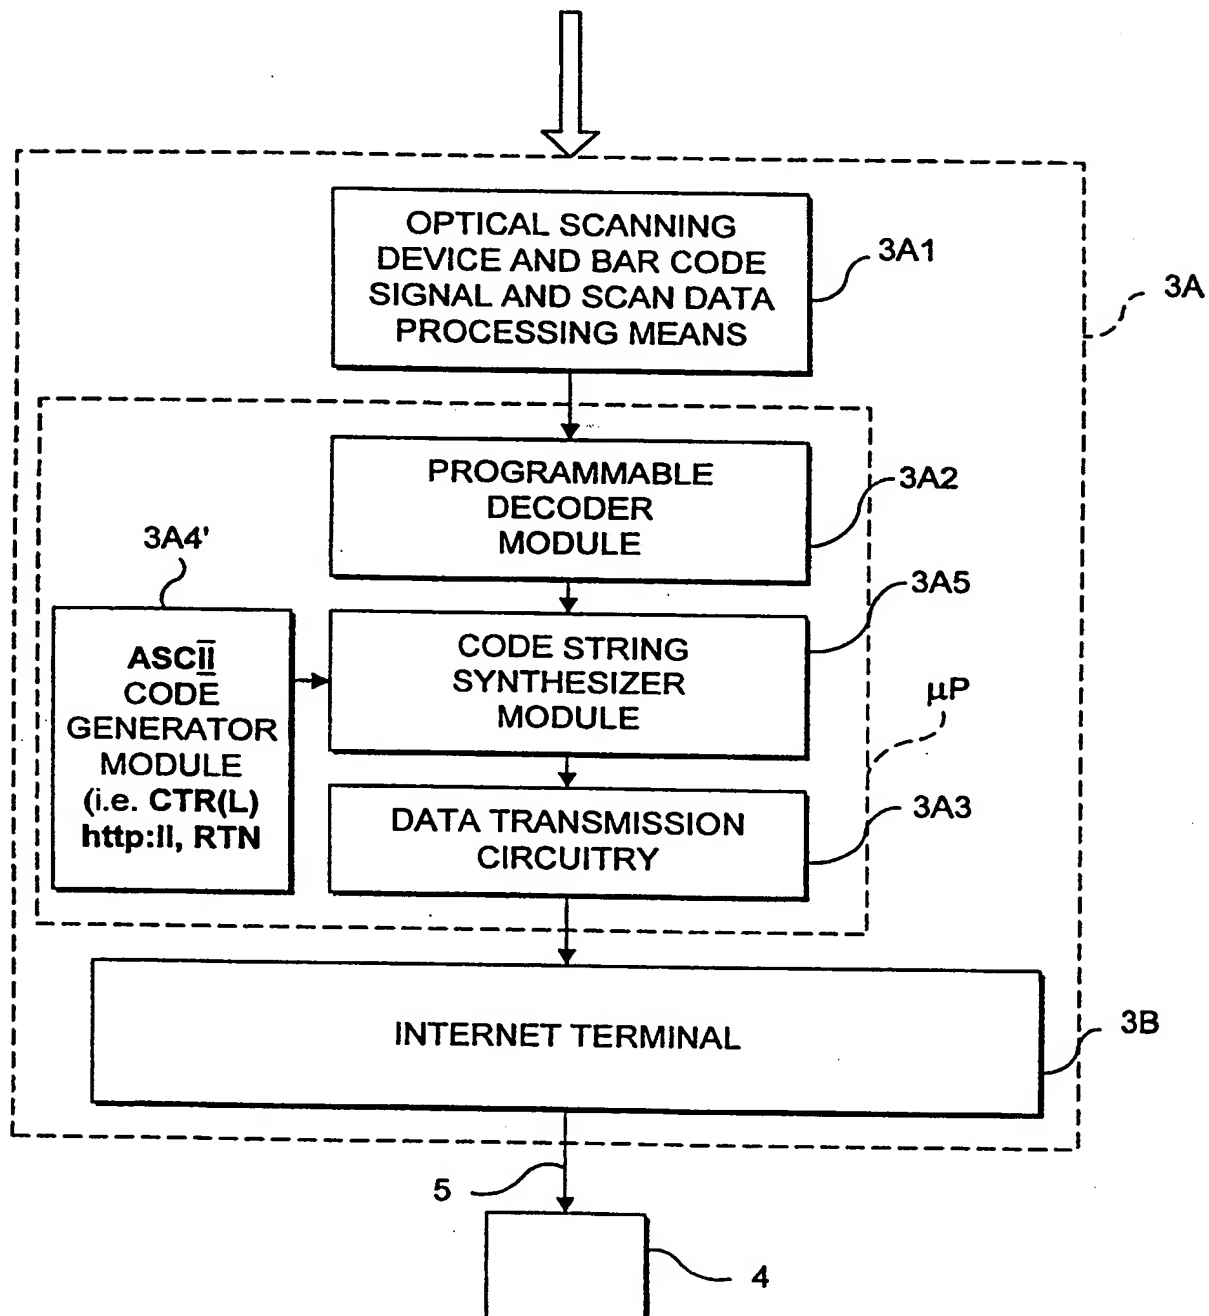 OPTICAL SCANNING
DEVICE AND BAR CODE
SIGNAL AND SCAN DATA
PROCESSING MEANS
3A1
3A
PROGRAMMABLE
DECODER
MODULE
3A2
3A4'
ASCII
CODE
GENERATOR
MODULE
(i.e. CTR(L)
http:II, RTN
CODE STRING
SYNTHESIZER
MODULE
3A5
µP
DATA TRANSMISSION
CIRCUITRY
3A3
INTERNET TERMINAL
3B
5
4